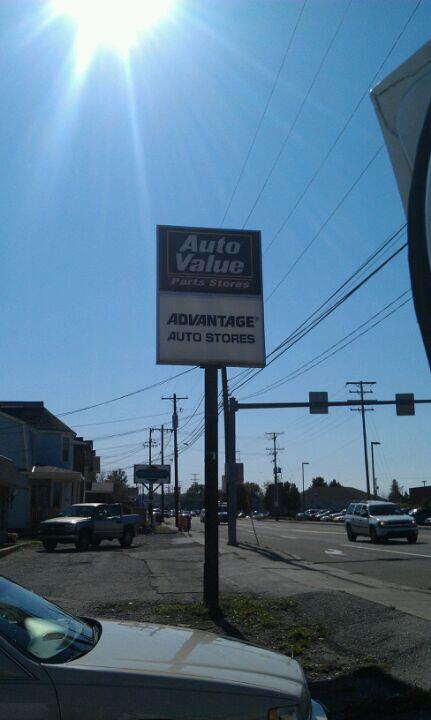 Auto
Value
Parts Stores
ADVANTAGE®
AUTO STORES